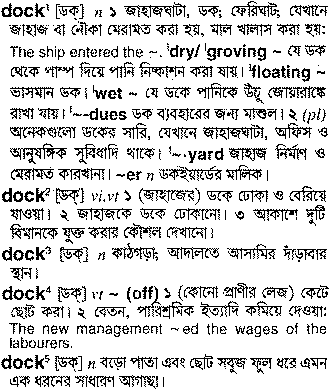 dock¹ [ডক্] n ১ জাহাজঘাটা, ডক; ফেরিঘাট; যেখানে
জাহাজ বা নৌকা মেরামত করা হয়, মাল খালাস করা হয়:
The ship entered the ~. ˈdry/ ˈgroving ~ যে ডক
থেকে পাম্প দিয়ে পানি নিষ্কাশন করা যায়। ˈfloating ~
ভাসমান ডক। ˈwet ~ যে ডকে পানিকে উঁচু জোয়ারাঙ্কে
রাখা যায়। ˈ~-dues ডক ব্যবহারের জন্য মাশুল। ২ (pl)
অনেকগুলো ডকের সারি, যেখানে জাহাজঘাটা, অফিস ও
আনুষঙ্গিক সুবিধাদি থাকে। ˈ~.yard জাহাজ নির্মাণ ও
মেরামত কারখানা। ~er n ডকইয়ার্ডের মালিক।
dock² [ডক্] vi,vt ১ (জাহাজের) ডকে ঢোকা ও বেরিয়ে
যাওয়া। ২ জাহাজকে ডকে ঢোকানো। ৩ আকাশে দুটি
বিমানকে যুক্ত করার কৌশল দেখানো।
dock³ [ডক্] n কাঠগড়া; আদালতে আসামির দাঁড়াবার
স্থান।
dock⁴ [ডক্] vt ~ (off) ১ (কোনো প্রাণীর লেজ) কেটে
ছোট করা। ২ বেতন, পারিশ্রমিক ইত্যাদি কমিয়ে দেওয়া:
The new management ~ed the wages of the
labourers.
dock⁵ [ডক্] n বড়ো পাতা এবং ছোট সবুজ ফুল ধরে এমন
এক ধরনের সাধারণ আগাছা।